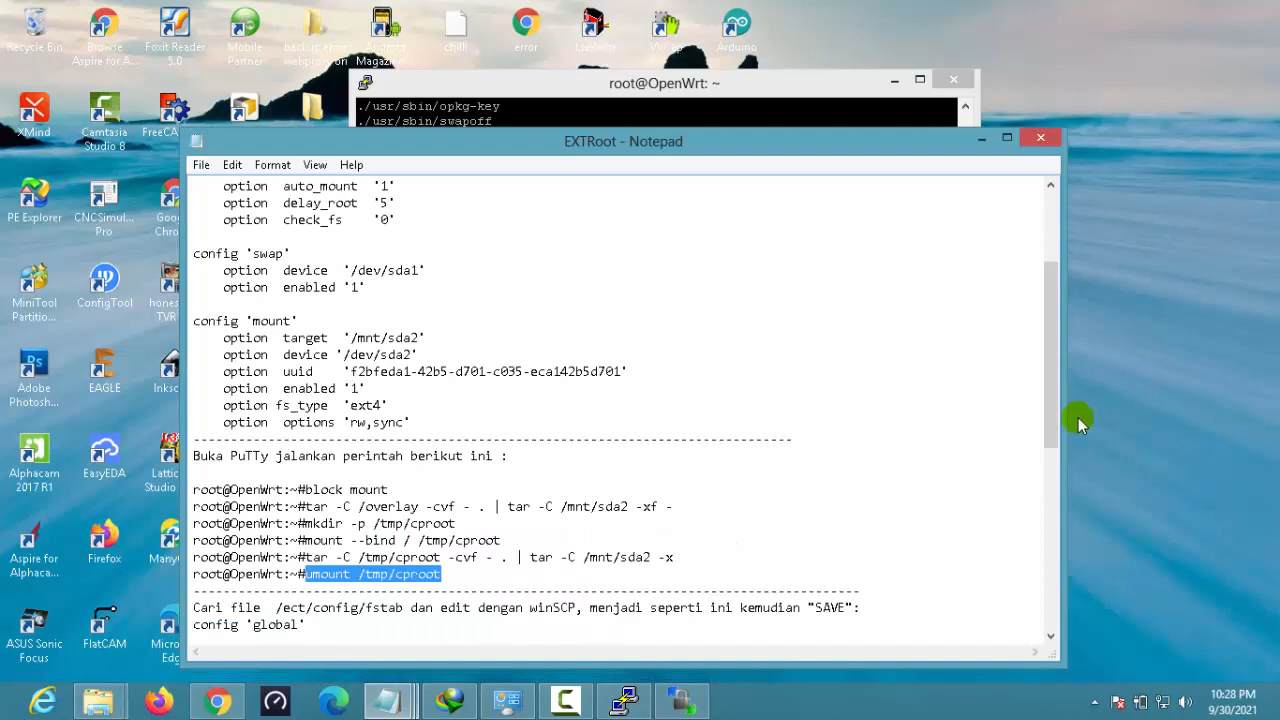 Recycle Bin
Browse
Aspire for A...
Foxit Reader
5.0
Mobile
Partner
Android
Magazine
chilli
error
Arduino
root@OpenWrt: ~
./usr/sbin/opkg-key
./usr/sbin/swapoff
XMind
Camtasia
Studio 8
EXTRoot - Notepad
File Edit Format View Help
option auto_mount '1'
option delay_root '5'
option check_fs '0'
config 'swap'
option device '/dev/sda1'
option enabled '1'
config 'mount'
option target '/mnt/sda2'
option device '/dev/sda2'
option uuid 'f2bfeda1-42b5-d701-c035-eca142b5d701'
option enabled '1'
option fs_type 'ext4'
option options 'rw,sync'
--------------------------------------------------------------------------------
Buka PuTTy jalankan perintah berikut ini :
root@OpenWrt:~#block mount
root@OpenWrt:~#tar -C /overlay -cvf - . | tar -C /mnt/sda2 -xf -
root@OpenWrt:~#mkdir -p /tmp/cproot
root@OpenWrt:~#mount --bind / /tmp/cproot
root@OpenWrt:~#tar -C /tmp/cproot -cvf - . | tar -C /mnt/sda2 -x
root@OpenWrt:~#umount /tmp/cproot
-----------------------------------------------------------------------------------------
Cari file /ect/config/fstab dan edit dengan winSCP, menjadi seperti ini kemudian "SAVE":
config 'global'
PE Explorer
CNCSimul...
Pro
MiniTool
Partitio...
ConfigTool
TVR
Adobe
Photosh...
EAGLE
Alphacam
2017 R1
EasyEDA
Studio
Aspire for
Alphaca...
Firefox
ASUS Sonic
Focus
FlatCAM
10:28 PM
9/30/2021